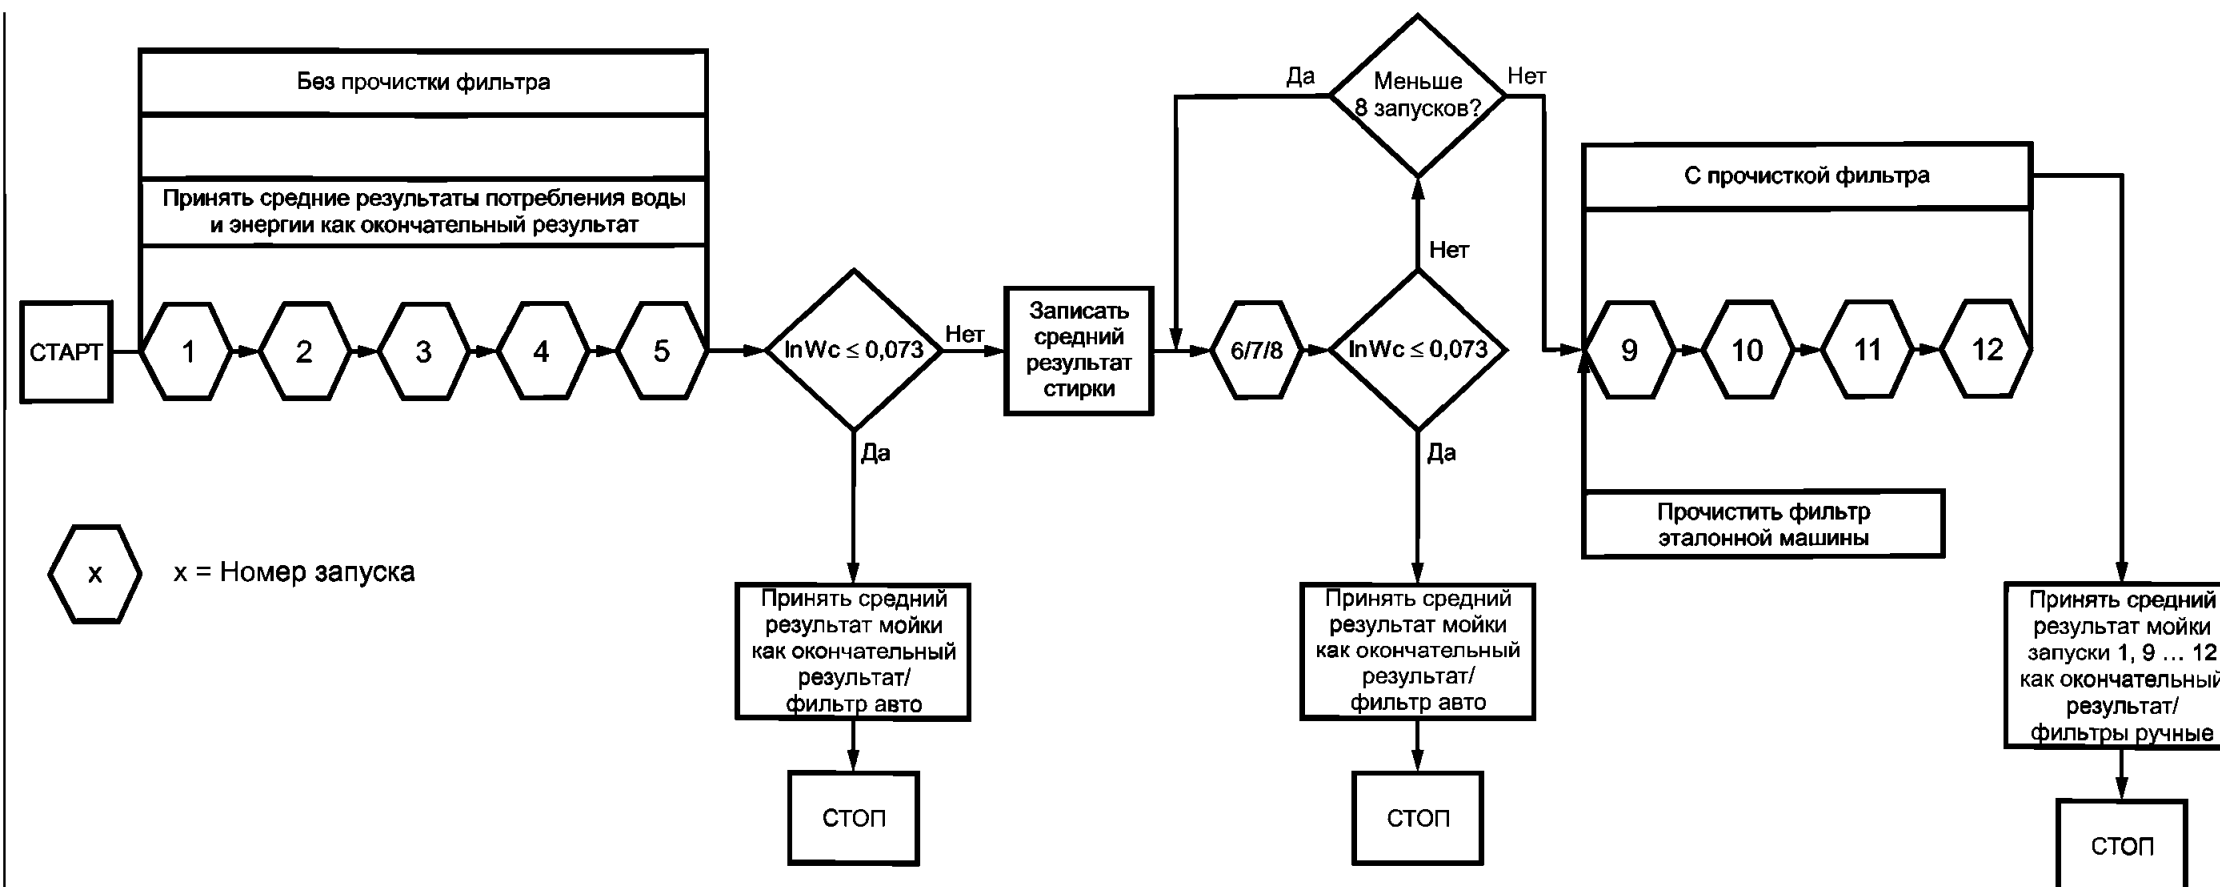 Без прочистки фильтра
Принять средние результаты потребления воды
и энергии как окончательный результат
СТАРТ
1
2
3
4
5
lnWc ≤ 0,073
Нет
Да
Записать
средний
результат
стирки
6/7/8
lnWc ≤ 0,073
Нет
Да
Меньше
8 запусков?
Да
Нет
С прочисткой фильтра
9
10
11
12
Прочистить фильтр
эталонной машины
x
x = Номер запуска
Принять средний
результат мойки
как окончательный
результат/
фильтр авто
СТОП
Принять средний
результат мойки
как окончательный
результат/
фильтр авто
СТОП
Принять средний
результат мойки
запуски 1, 9 ... 12
как окончательный
результат/
фильтры ручные
СТОП